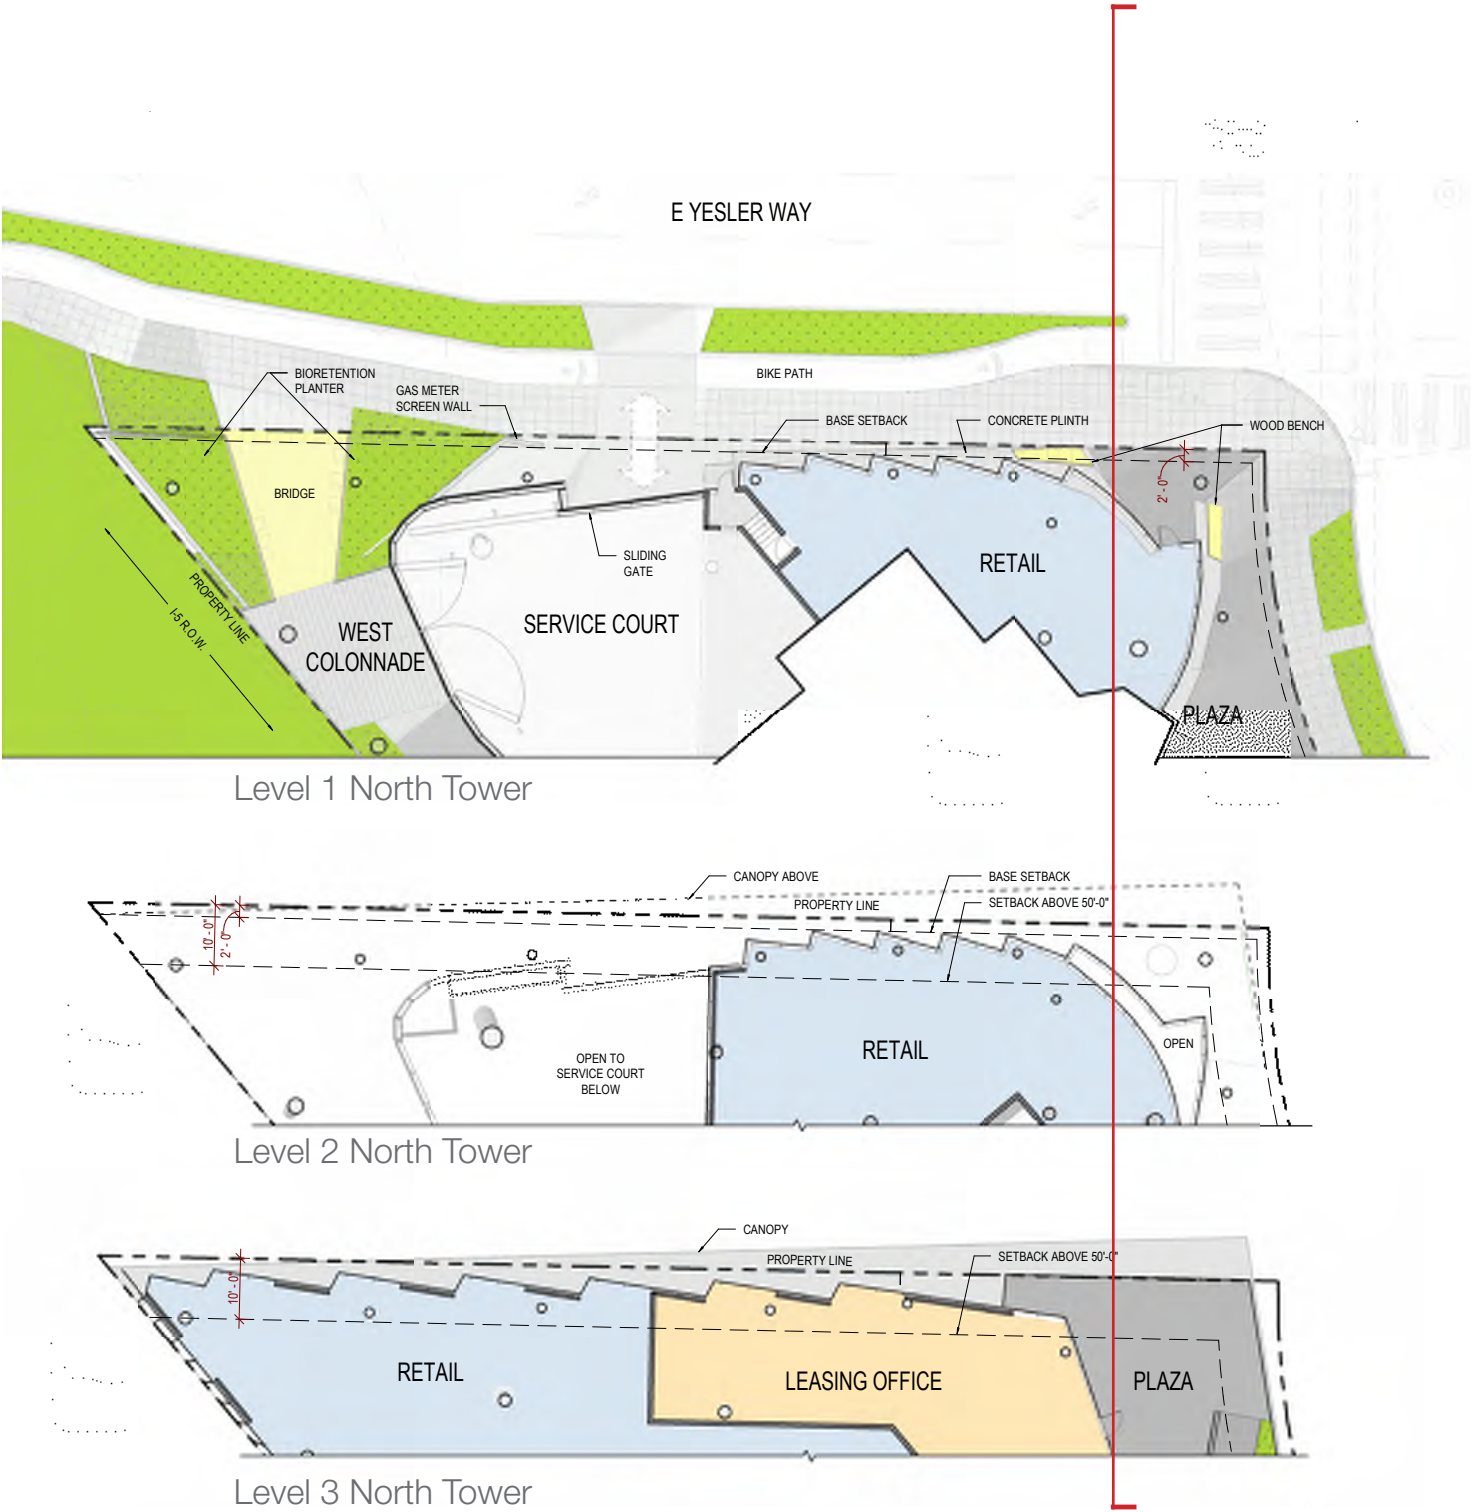 E YESLER WAY
BIKE PATH
BIORETENTION
PLANTER
GAS METER
SCREEN WALL
BASE SETBACK
CONCRETE PLINTH
WOOD BENCH
2'-0"
BRIDGE
SLIDING
GATE
RETAIL
PROPERTY LINE
I-5 R.O.W.
WEST
COLONNADE
SERVICE COURT
PLAZA
Level 1 North Tower
CANOPY ABOVE
BASE SETBACK
PROPERTY LINE
SETBACK ABOVE 50'-0"
10'-0"
2'-0"
OPEN TO
SERVICE COURT
BELOW
RETAIL
OPEN
Level 2 North Tower
CANOPY
PROPERTY LINE
SETBACK ABOVE 50'-0"
10'-0"
RETAIL
LEASING OFFICE
PLAZA
Level 3 North Tower